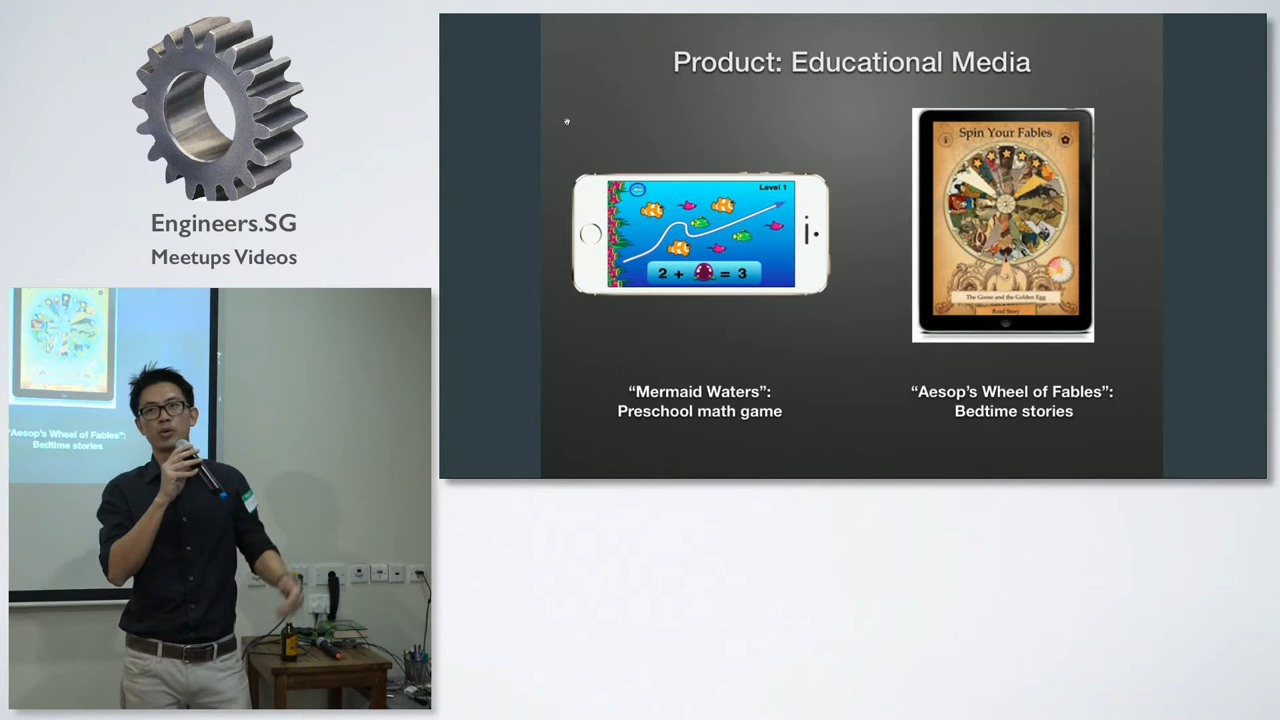 Engineers.SG
Meetups Videos
Product: Educational Media
Level 1
2 + = 3
Spin Your Fables
The Goose and the Golden Egg
Read Story
"Mermaid Waters":
Preschool math game
"Aesop's Wheel of Fables":
Bedtime stories
"Aesop's Wheel of Fables":
Bedtime stories